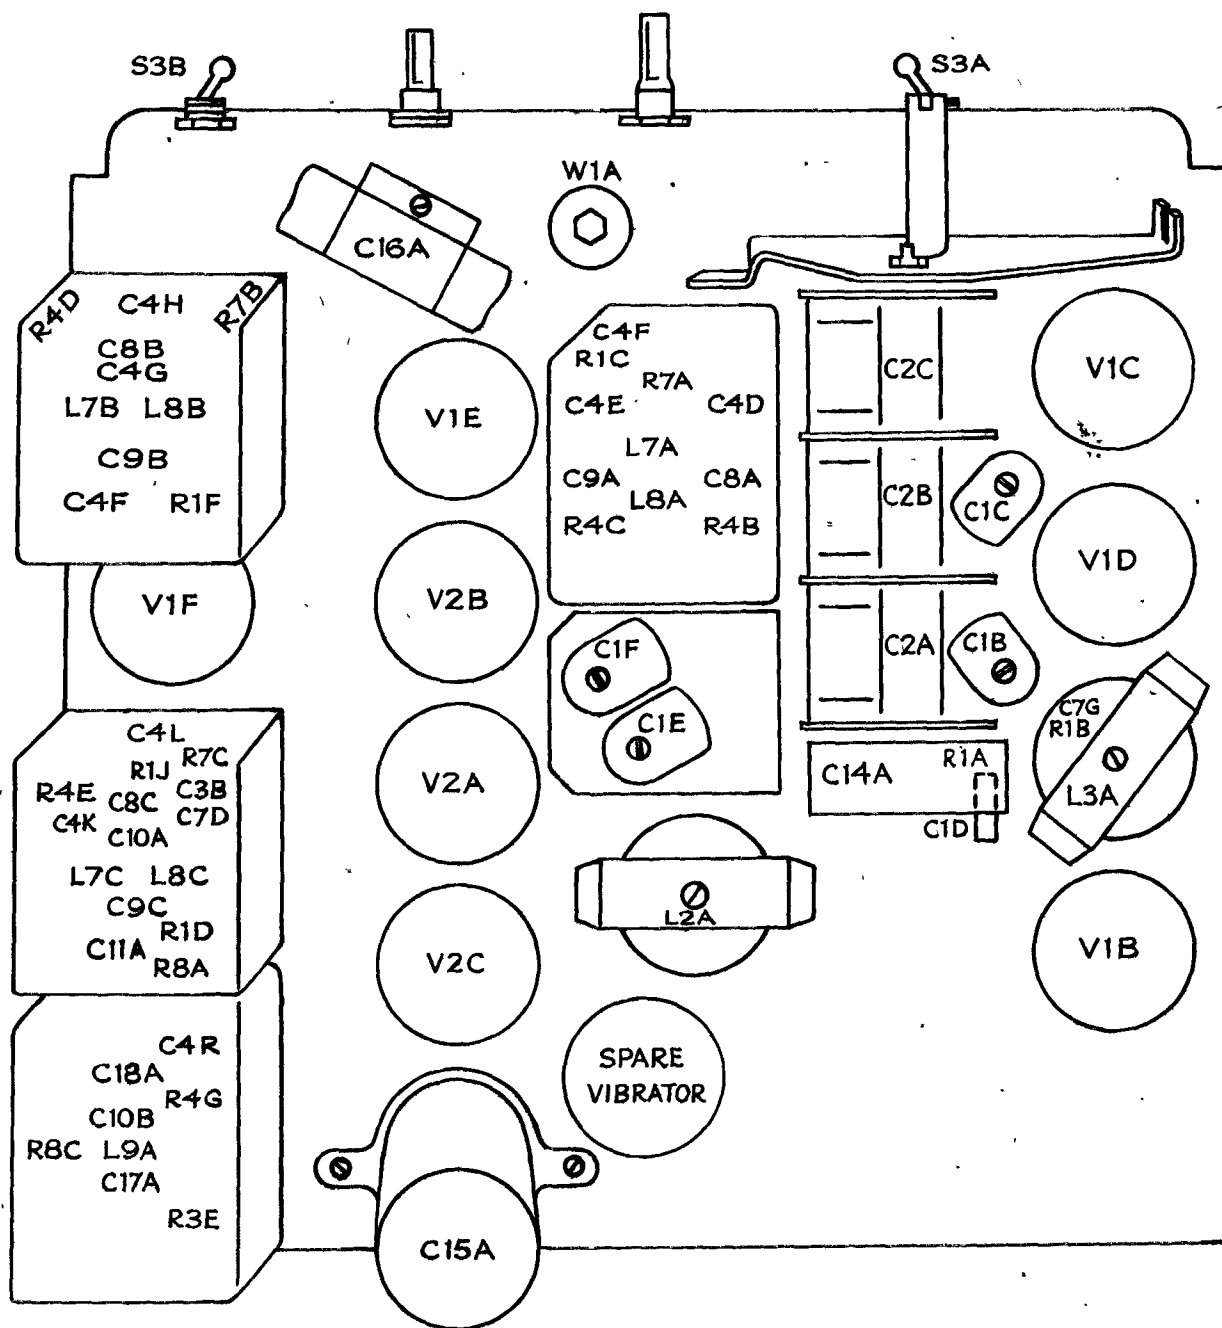 S3B
S3A
W1A
C16A
R4D
C4H
R7B
C8B
C4G
L7B L8B
C9B
C4F R1F
V1F
V1E
V2B
V2A
V2C
C4F
R1C
R7A
C4E C4D
L7A
C9A C8A
L8A
R4C R4B
C1F
C1E
C2C
C2B
C2A
C1C
C1B
V1C
V1D
C7G
R1B
L3A
C14A R1A
C1D
L2A
V1B
C4L
R7C
R1J
R4E C8C C3B
C4K C7D
C10A
L7C L8C
C9C
R1D
C11A
R8A
C4R
C18A
R4G
C10B
R8C L9A
C17A
R3E
SPARE
VIBRATOR
C15A